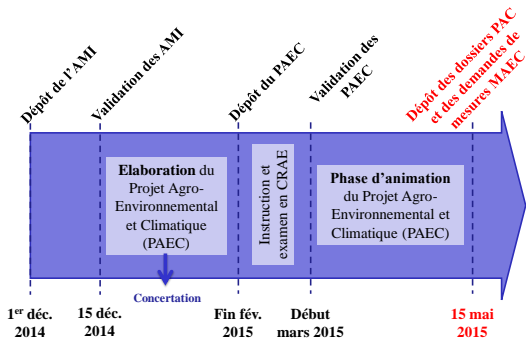 Dépôt de l'AMI
Validation des AMI
Dépôt du PAEC
Validation des
PAEC
Dépôt des dossiers PAC
et des demandes de
mesures MAEC
Elaboration du
Projet Agro-
Environnemental
et Climatique
(PAEC)
Instruction et
examen en CRAE
Phase d'animation
du Projet Agro-
Environnemental et
Climatique (PAEC)
Concertation
1er déc.
2014
15 déc.
2014
Fin fév.
2015
Début
mars 2015
15 mai
2015